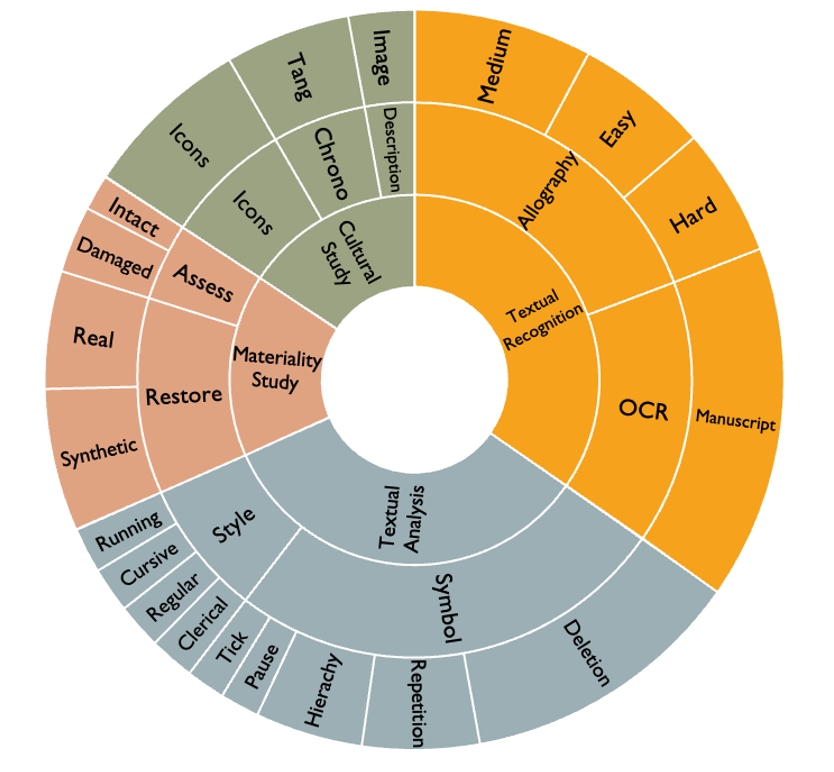 Textual
Recognition
Allography
Medium
Easy
Hard
OCR
Manuscript
Textual
Analysis
Symbol
Deletion
Repetition
Hierachy
Pause
Tick
Style
Clerical
Regular
Cursive
Running
Materiality
Study
Restore
Synthetic
Real
Assess
Damaged
Intact
Cultural
Study
Icons
Icons
Chrono
Tang
Description
Image